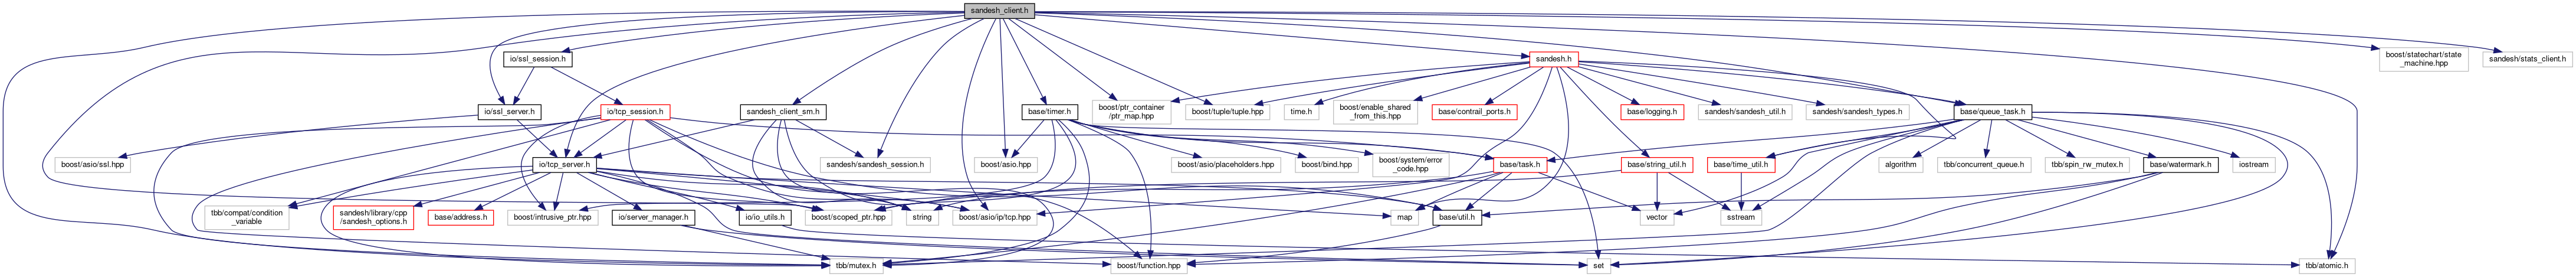 sandesh_client.h
io/ssl_session.h
sandesh.h
boost/statechart/state
_machine.hpp
sandesh/stats_client.h
io/ssl_server.h
io/tcp_session.h
sandesh_client_sm.h
base/timer.h
boost/ptr_container
/ptr_map.hpp
boost/tuple/tuple.hpp
time.h
boost/enable_shared
_from_this.hpp
base/contrail_ports.h
base/logging.h
sandesh/sandesh_util.h
sandesh/sandesh_types.h
base/queue_task.h
boost/asio/ssl.hpp
io/tcp_server.h
sandesh/sandesh_session.h
boost/asio.hpp
boost/asio/placeholders.hpp
boost/bind.hpp
boost/system/error
_code.hpp
base/task.h
base/string_util.h
base/time_util.h
algorithm
tbb/concurrent_queue.h
tbb/spin_rw_mutex.h
base/watermark.h
iostream
tbb/compat/condition
_variable
sandesh/library/cpp
/sandesh_options.h
base/address.h
boost/intrusive_ptr.hpp
io/server_manager.h
io/io_utils.h
boost/scoped_ptr.hpp
string
boost/asio/ip/tcp.hpp
map
base/util.h
vector
sstream
tbb/mutex.h
boost/function.hpp
set
tbb/atomic.h